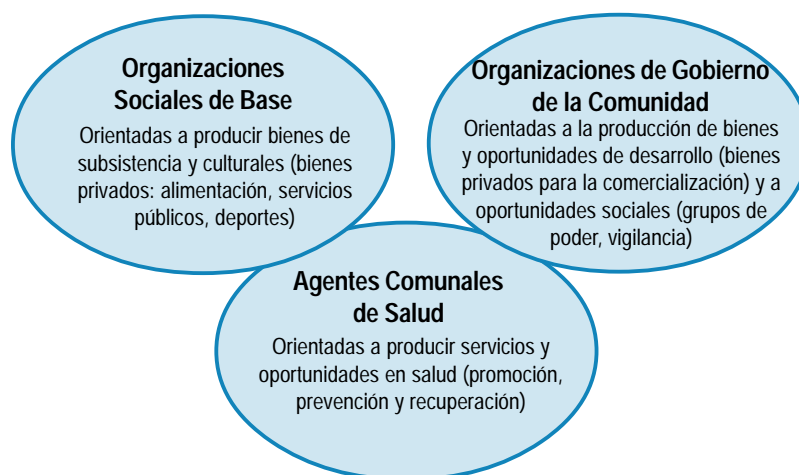 Organizaciones
Sociales de Base
Orientadas a producir bienes de
subsistencia y culturales (bienes
privados: alimentación, servicios
públicos, deportes)
Organizaciones de Gobierno
de la Comunidad
Orientadas a la producción de bienes
y oportunidades de desarrollo (bienes
privados para la comercialización) y a
oportunidades sociales (grupos de
poder, vigilancia)
Agentes Comunales
de Salud
Orientadas a producir servicios y
oportunidades en salud (promoción,
prevención y recuperación)